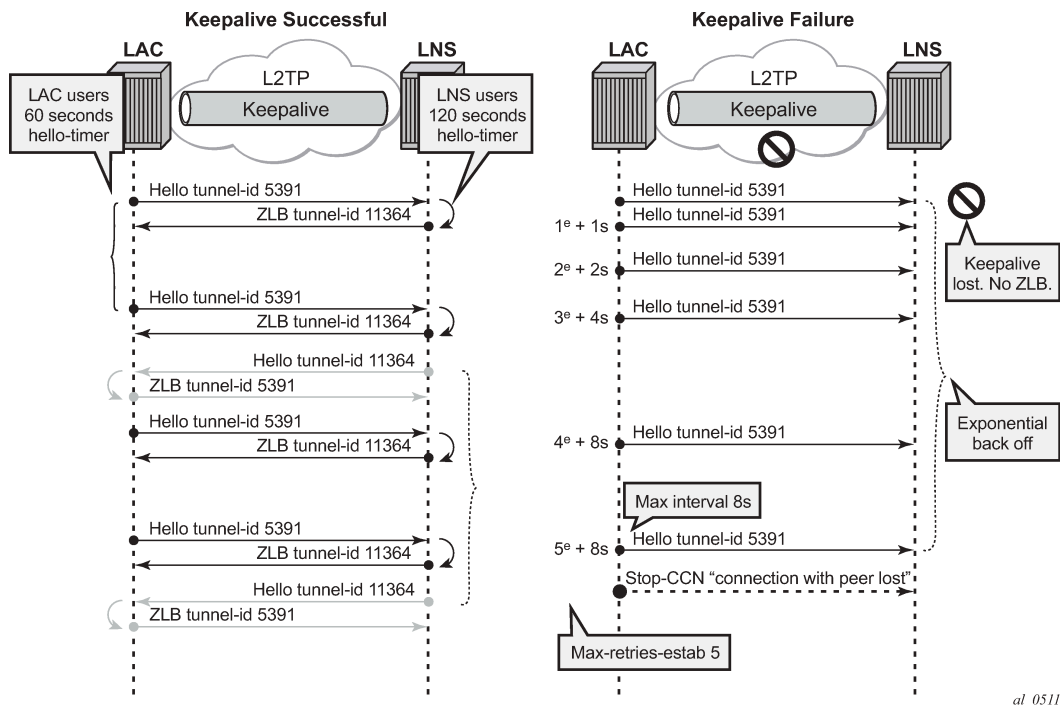 Keepalive Successful
LAC
LNS
L2TP
Keepalive
LAC users
60 seconds
hello-timer
LNS users
120 seconds
hello-timer
Hello tunnel-id 5391
ZLB tunnel-id 11364
Hello tunnel-id 5391
ZLB tunnel-id 11364
Hello tunnel-id 11364
ZLB tunnel-id 5391
Hello tunnel-id 5391
ZLB tunnel-id 11364
Hello tunnel-id 5391
ZLB tunnel-id 11364
Hello tunnel-id 11364
ZLB tunnel-id 5391
Keepalive Failure
LAC
LNS
L2TP
Keepalive
Hello tunnel-id 5391
1ᵉ + 1s
Hello tunnel-id 5391
2ᵉ + 2s
Hello tunnel-id 5391
3ᵉ + 4s
Hello tunnel-id 5391
4ᵉ + 8s
Hello tunnel-id 5391
Max interval 8s
5ᵉ + 8s
Hello tunnel-id 5391
Stop-CCN “connection with peer lost”
Max-retries-estab 5
Keepalive
lost. No ZLB.
Exponential
back off
al_0511